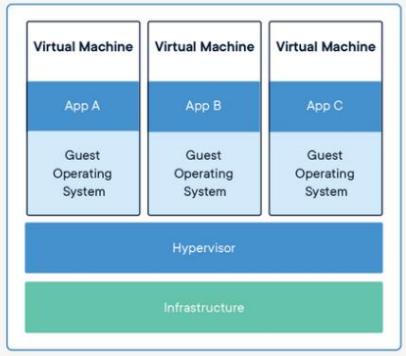 Virtual Machine
Virtual Machine
Virtual Machine
App A
App B
App C
Guest
Operating
System
Guest
Operating
System
Guest
Operating
System
Hypervisor
Infrastructure